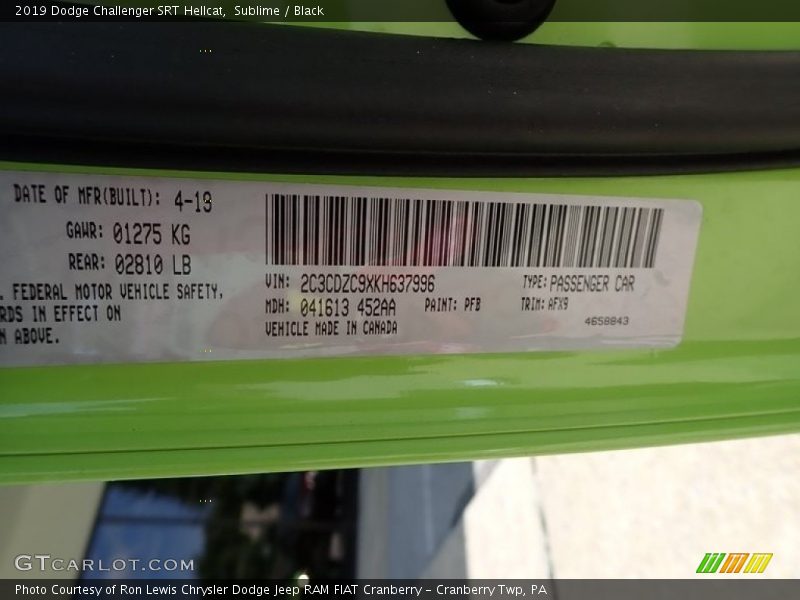 2019 Dodge Challenger SRT Hellcat,  Sublime / Black
DATE OF MFR(BUILT): 4-19
GAWR: 01275 KG
REAR: 02810 LB
. FEDERAL MOTOR VEHICLE SAFETY,
RDS IN EFFECT ON
N ABOVE.
VIN: 2C3CDZC9XKH637996 TYPE: PASSENGER CAR
MDH: 041613 452AA PAINT: PFB TRIM: AFX9
VEHICLE MADE IN CANADA 4658843
GTCARLOT.COM
Photo Courtesy of Ron Lewis Chrysler Dodge Jeep RAM FIAT Cranberry – Cranberry Twp, PA